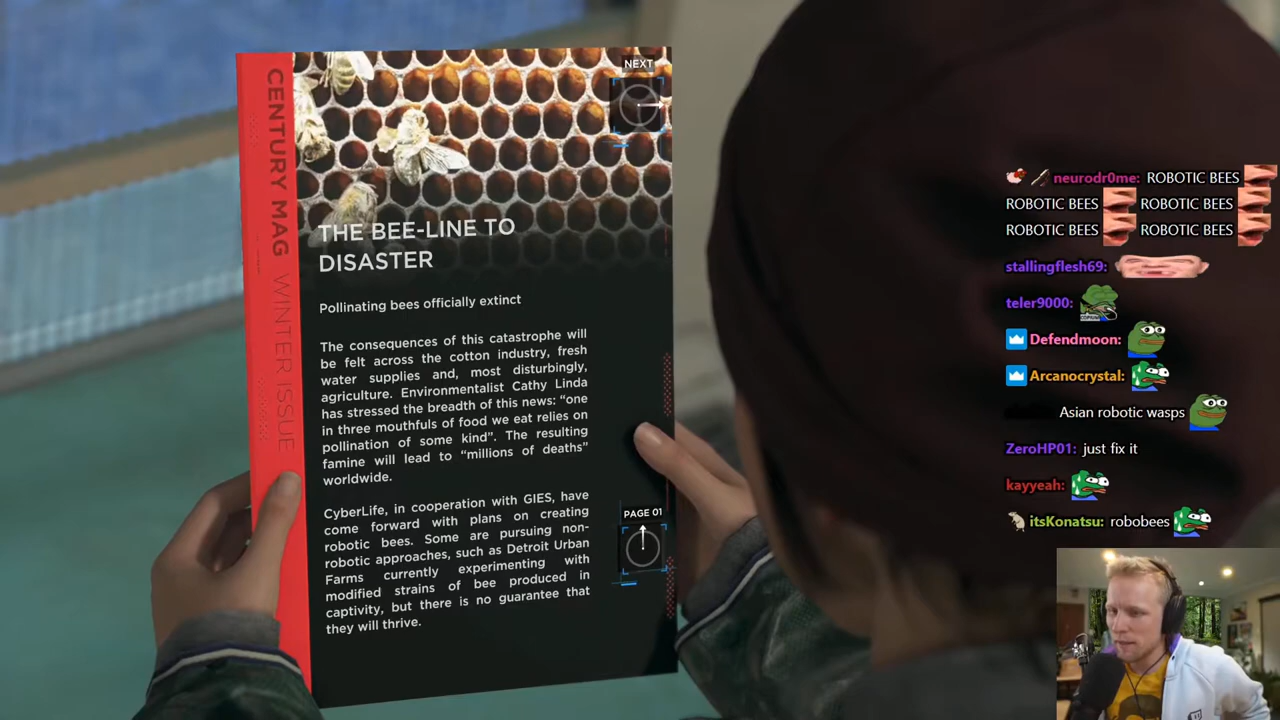 CENTURY MAG WINTER ISSUE
NEXT
THE BEE-LINE TO
DISASTER
Pollinating bees officially extinct
The consequences of this catastrophe will
be felt across the cotton industry, fresh
water supplies and, most disturbingly,
agriculture. Environmentalist Cathy Linda
has stressed the breadth of this news: “one
in three mouthfuls of food we eat relies on
pollination of some kind”. The resulting
famine will lead to “millions of deaths”
worldwide.
CyberLife, in cooperation with GIES, have
come forward with plans on creating
robotic bees. Some are pursuing non-
robotic approaches, such as Detroit Urban
Farms currently experimenting with
modified strains of bee produced in
captivity, but there is no guarantee that
they will thrive.
PAGE 01
neurodr0me: ROBOTIC BEES
ROBOTIC BEES ROBOTIC BEES
ROBOTIC BEES ROBOTIC BEES
stallingflesh69:
teler9000:
Defendmoon:
Arcanocrystal:
Asian robotic wasps
ZeroHP01: just fix it
kayyeah:
itsKonatsu: robobees